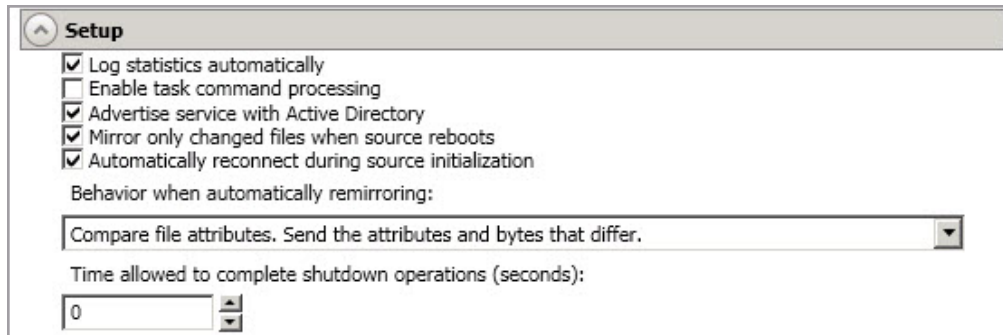 Setup
Log statistics automatically
Enable task command processing
Advertise service with Active Directory
Mirror only changed files when source reboots
Automatically reconnect during source initialization
Behavior when automatically remirroring:
Compare file attributes. Send the attributes and bytes that differ.
Time allowed to complete shutdown operations (seconds):
0